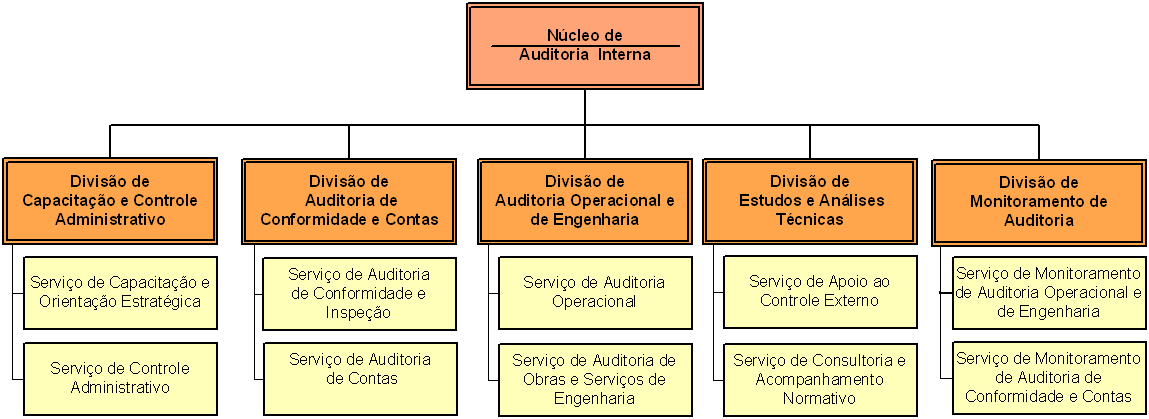 Núcleo de
Auditoria Interna
Divisão de
Capacitação e Controle
Administrativo
Divisão de
Auditoria de
Conformidade e Contas
Divisão de
Auditoria Operacional e
de Engenharia
Divisão de
Estudos e Análises
Técnicas
Divisão de
Monitoramento de
Auditoria
Serviço de Capacitação e
Orientação Estratégica
Serviço de Auditoria
de Conformidade e
Inspeção
Serviço de Auditoria
Operacional
Serviço de Apoio ao
Controle Externo
Serviço de Monitoramento
de Auditoria Operacional e
de Engenharia
Serviço de Controle
Administrativo
Serviço de Auditoria
de Contas
Serviço de Auditoria de
Obras e Serviços de
Engenharia
Serviço de Consultoria e
Acompanhamento
Normativo
Serviço de Monitoramento
de Auditoria de
Conformidade e Contas